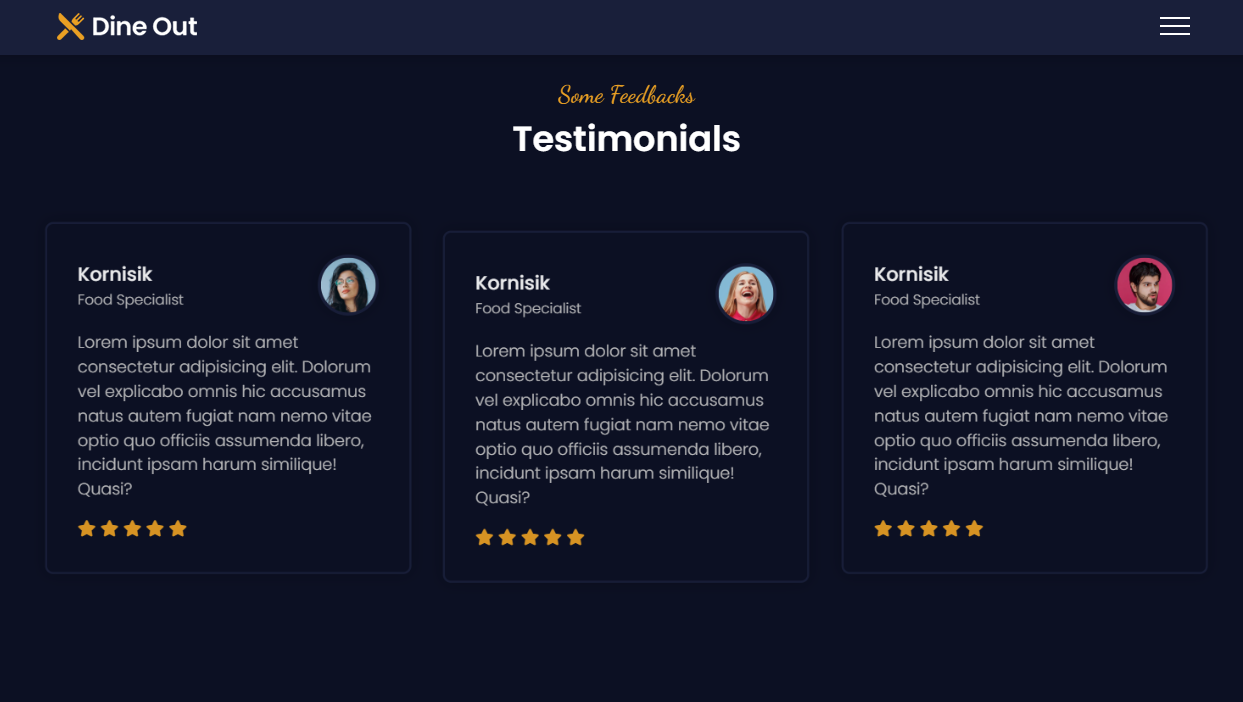 Dine Out
Some Feedbacks
Testimonials
Kornisik
Food Specialist
Lorem ipsum dolor sit amet
consectetur adipisicing elit. Dolorum
vel explicabo omnis hic accusamus
natus autem fugiat nam nemo vitae
optio quo officiis assumenda libero,
incidunt ipsam harum similique!
Quasi?
Kornisik
Food Specialist
Lorem ipsum dolor sit amet
consectetur adipisicing elit. Dolorum
vel explicabo omnis hic accusamus
natus autem fugiat nam nemo vitae
optio quo officiis assumenda libero,
incidunt ipsam harum similique!
Quasi?
Kornisik
Food Specialist
Lorem ipsum dolor sit amet
consectetur adipisicing elit. Dolorum
vel explicabo omnis hic accusamus
natus autem fugiat nam nemo vitae
optio quo officiis assumenda libero,
incidunt ipsam harum similique!
Quasi?